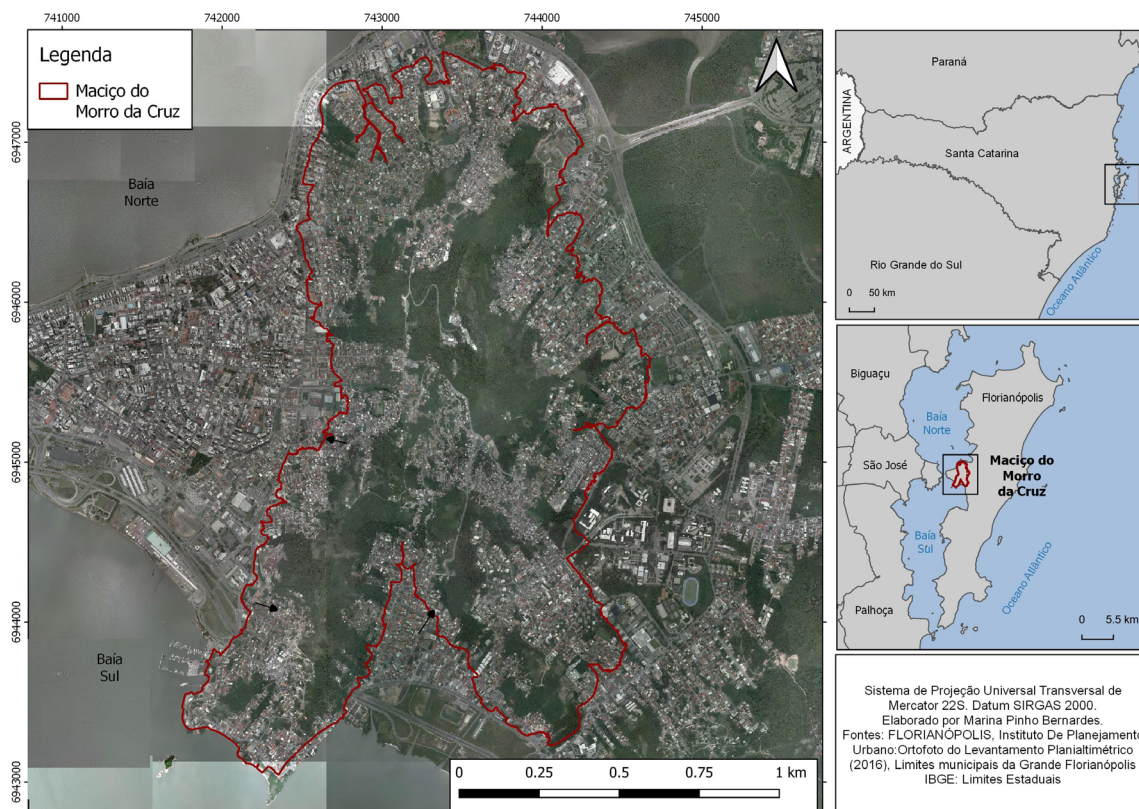 741000
742000
743000
744000
745000
Legenda
Maciço do
Morro da Cruz
6947000
6946000
6945000
6944000
6943000
Baía
Norte
Baía
Sul
0
0.25
0.5
0.75
1 km
Paraná
ARGENTINA
Santa Catarina
Rio Grande do Sul
Oceano Atlântico
0
50 km
Biguaçu
Florianópolis
Baía
Norte
São José
Maciço do
Morro
da Cruz
Baía
Sul
Oceano Atlântico
Palhoça
0
5.5 km
Sistema de Projeção Universal Transversal de
Mercator 22S. Datum SIRGAS 2000.
Elaborado por Marina Pinho Bernardes.
Fontes: FLORIANÓPOLIS, Instituto De Planejamento
Urbano:Ortofoto do Levantamento Planialtimétrico
(2016), Limites municipais da Grande Florianópolis
IBGE: Limites Estaduais